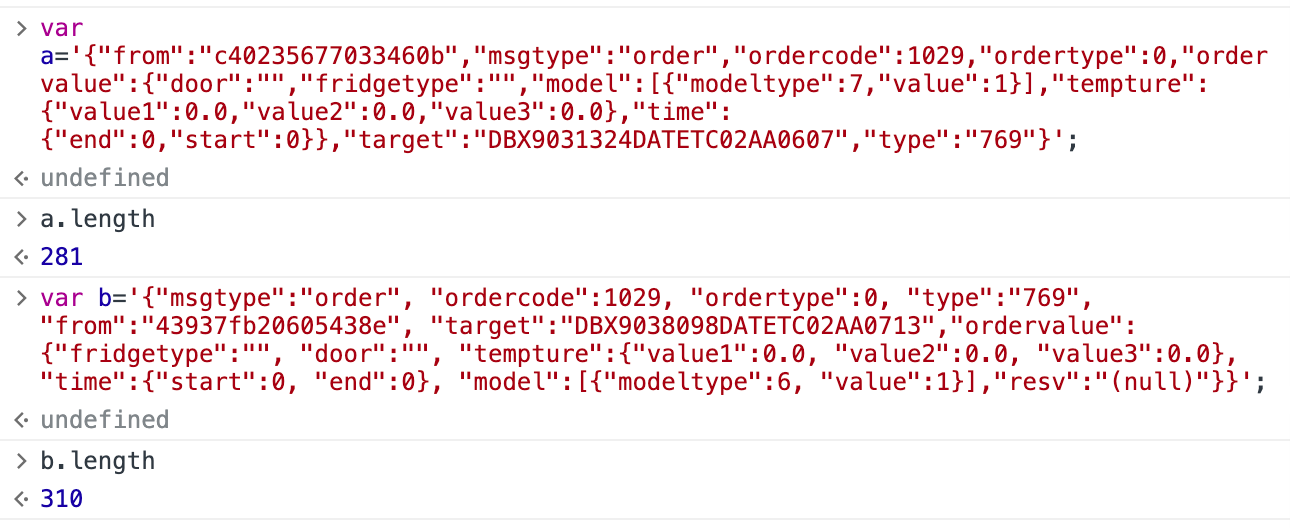 > var
a='{"from":"c40235677033460b","msgtype":"order","ordercode":1029,"ordertype":0,"order
value":{"door":"","fridgetype":"","model":[{"modeltype":7,"value":1}],"tempture":
{"value1":0.0,"value2":0.0,"value3":0.0},"time":
{"end":0,"start":0}},"target":"DBX9031324DATETC02AA0607","type":"769"}';
undefined
> a.length
281
> var b='{"msgtype":"order", "ordercode":1029, "ordertype":0, "type":"769",
"from":"43937fb20605438e", "target":"DBX9038098DATETC02AA0713","ordervalue":
{"fridgetype":"", "door":"", "tempture":{"value1":0.0, "value2":0.0, "value3":0.0},
"time":{"start":0, "end":0}, "model":[{"modeltype":6, "value":1}],"resv":"(null)"}}';
undefined
> b.length
310